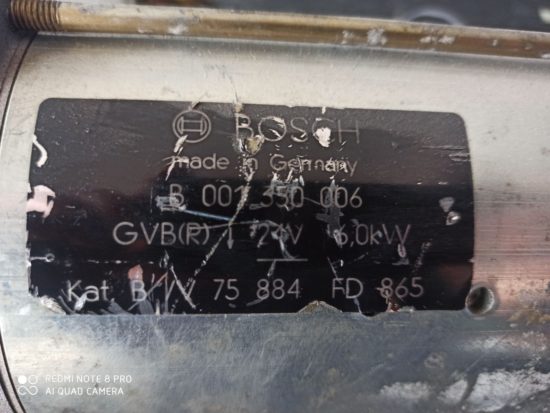 BOSCH
made in Germany
B 001 350 006
GVB(R) 24V 6,0kW
Kat 75 884 FD 865
REDMI NOTE 8 PRO
AI QUAD CAMERA